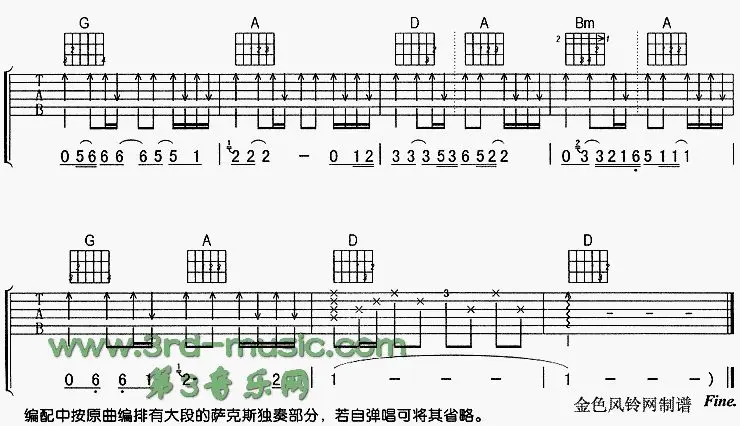 G A D A Bm A
T
A
B
0 5 6 6 6 6 5 5 1 2 2 2 – 0 1 2 3 3 3 5 3 6 5 2 2 0 3 3 2 1 6 5 1 1 1
G A D D
T
A
B
3
www.3rd-music.com
0 6 6 1 2· 2 1 – – – 1 – – – )
第3音乐网
金色风铃网制谱 Fine.
编配中按原曲编排有大段的萨克斯独奏部分，若自弹唱可将其省略。